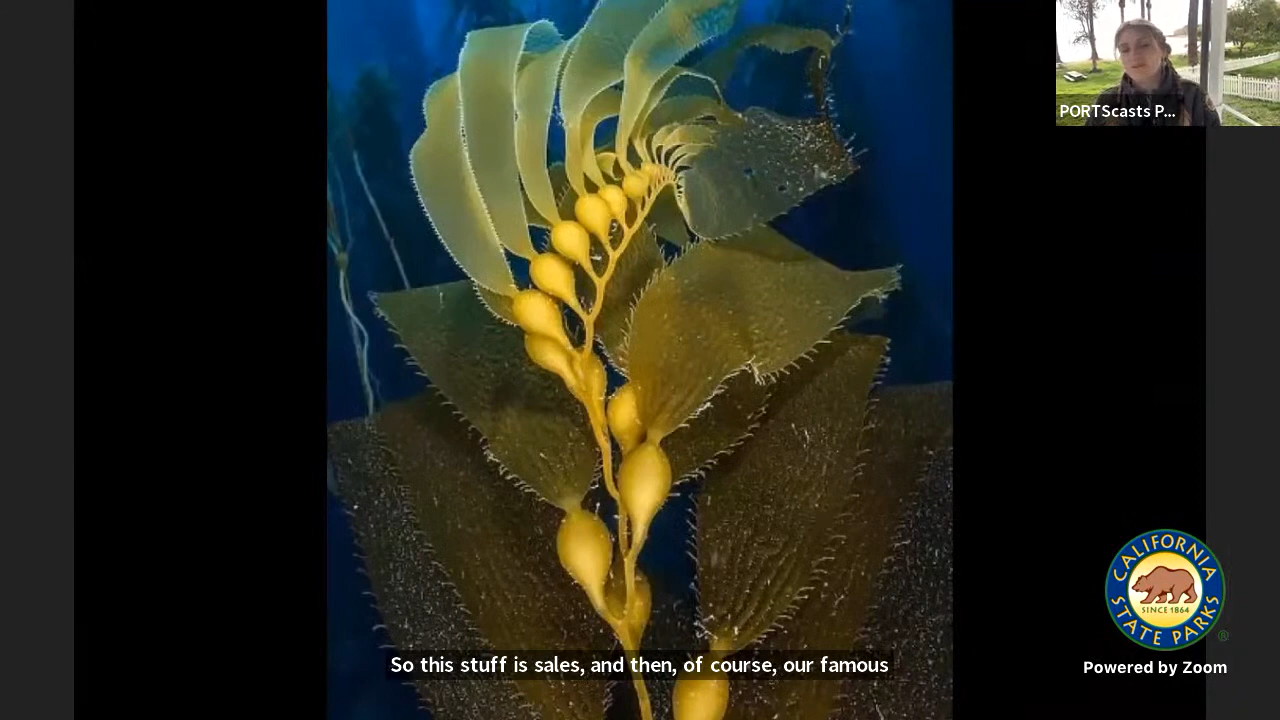 PORTScasts P...
CALIFORNIA
STATE PARKS
SINCE 1864
®
Powered by Zoom
So this stuff is sales, and then, of course, our famous